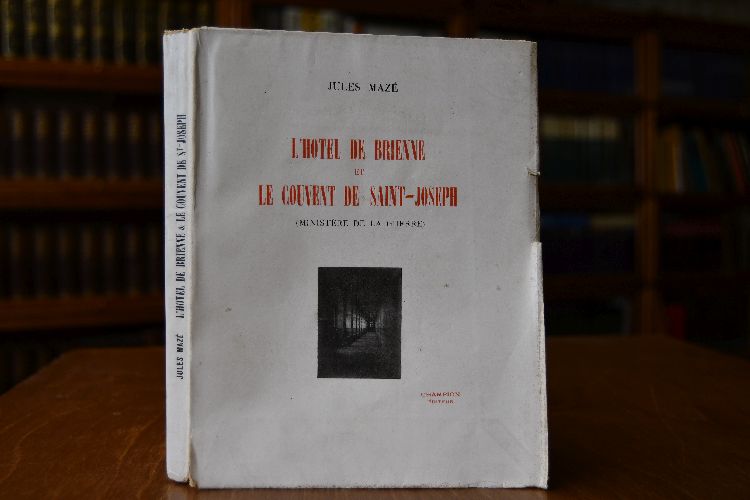 JULES MAZÉ
L'HOTEL DE BRIENNE
ET
LE COUVENT DE SAINT-JOSEPH
(MINISTÈRE DE LA GUERRE)
CHAMPION
ÉDITEUR
JULES MAZÉ L'HOTEL DE BRIENNE & LE COUVENT DE ST-JOSEPH